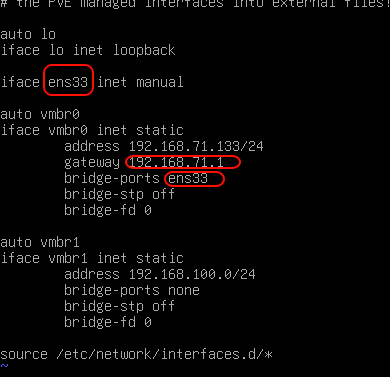 # the PVE managed interfaces into external files!
auto lo
iface lo inet loopback
iface ens33 inet manual
auto vmbr0
iface vmbr0 inet static
address 192.168.71.133/24
gateway 192.168.71.1
bridge-ports ens33
bridge-stp off
bridge-fd 0
auto vmbr1
iface vmbr1 inet static
address 192.168.100.0/24
bridge-ports none
bridge-stp off
bridge-fd 0
source /etc/network/interfaces.d/*
~